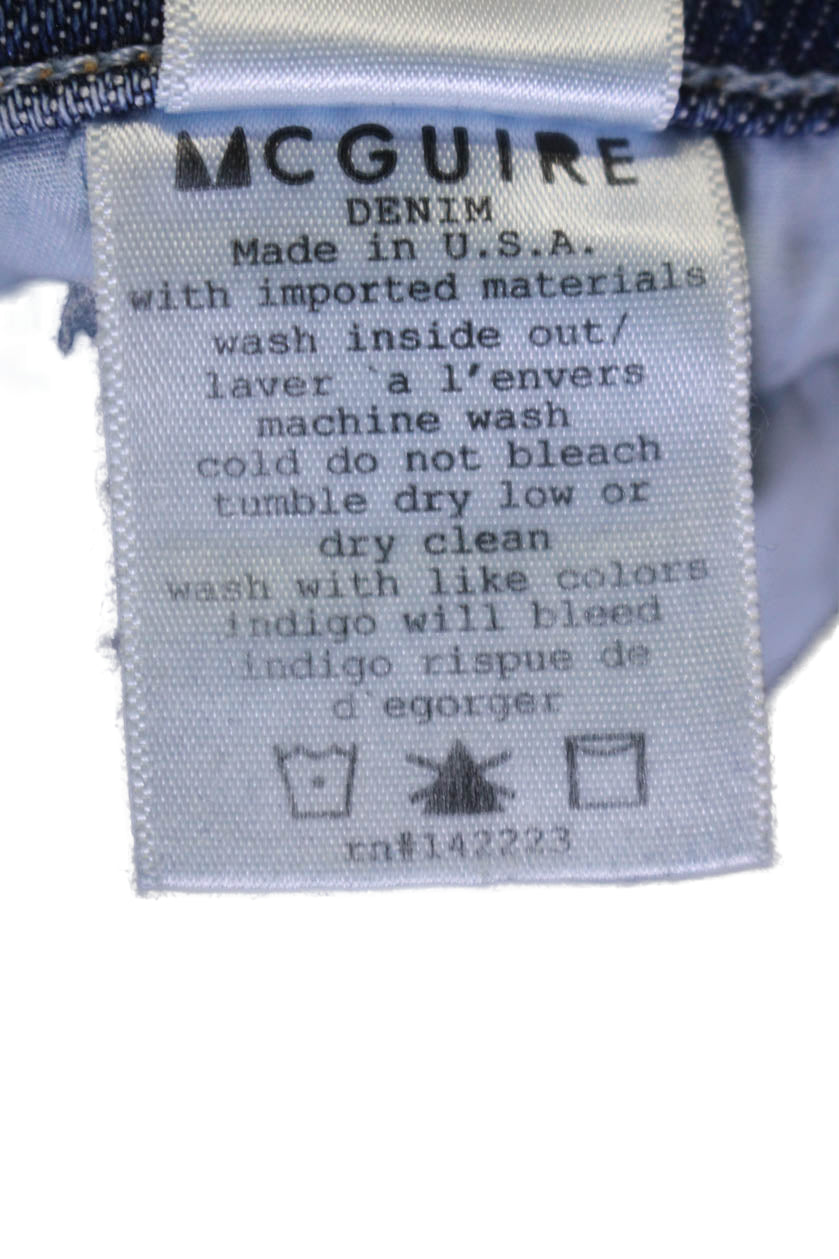 MCGUIRE
DENIM
Made in U.S.A.
with imported materials
wash inside out/
laver `a l'envers
machine wash
cold do not bleach
tumble dry low or
dry clean
wash with like colors
indigo will bleed
indigo rispue de
d`egorger
rn#142223